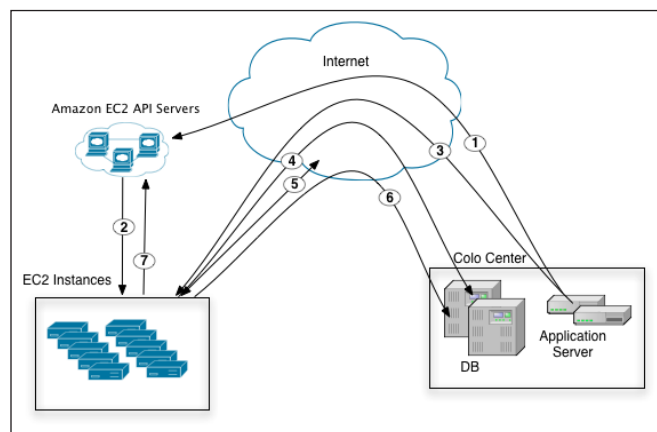 Internet
Amazon EC2 API Servers
1
3
4
5
6
2
7
EC2 Instances
Colo Center
DB
Application
Server